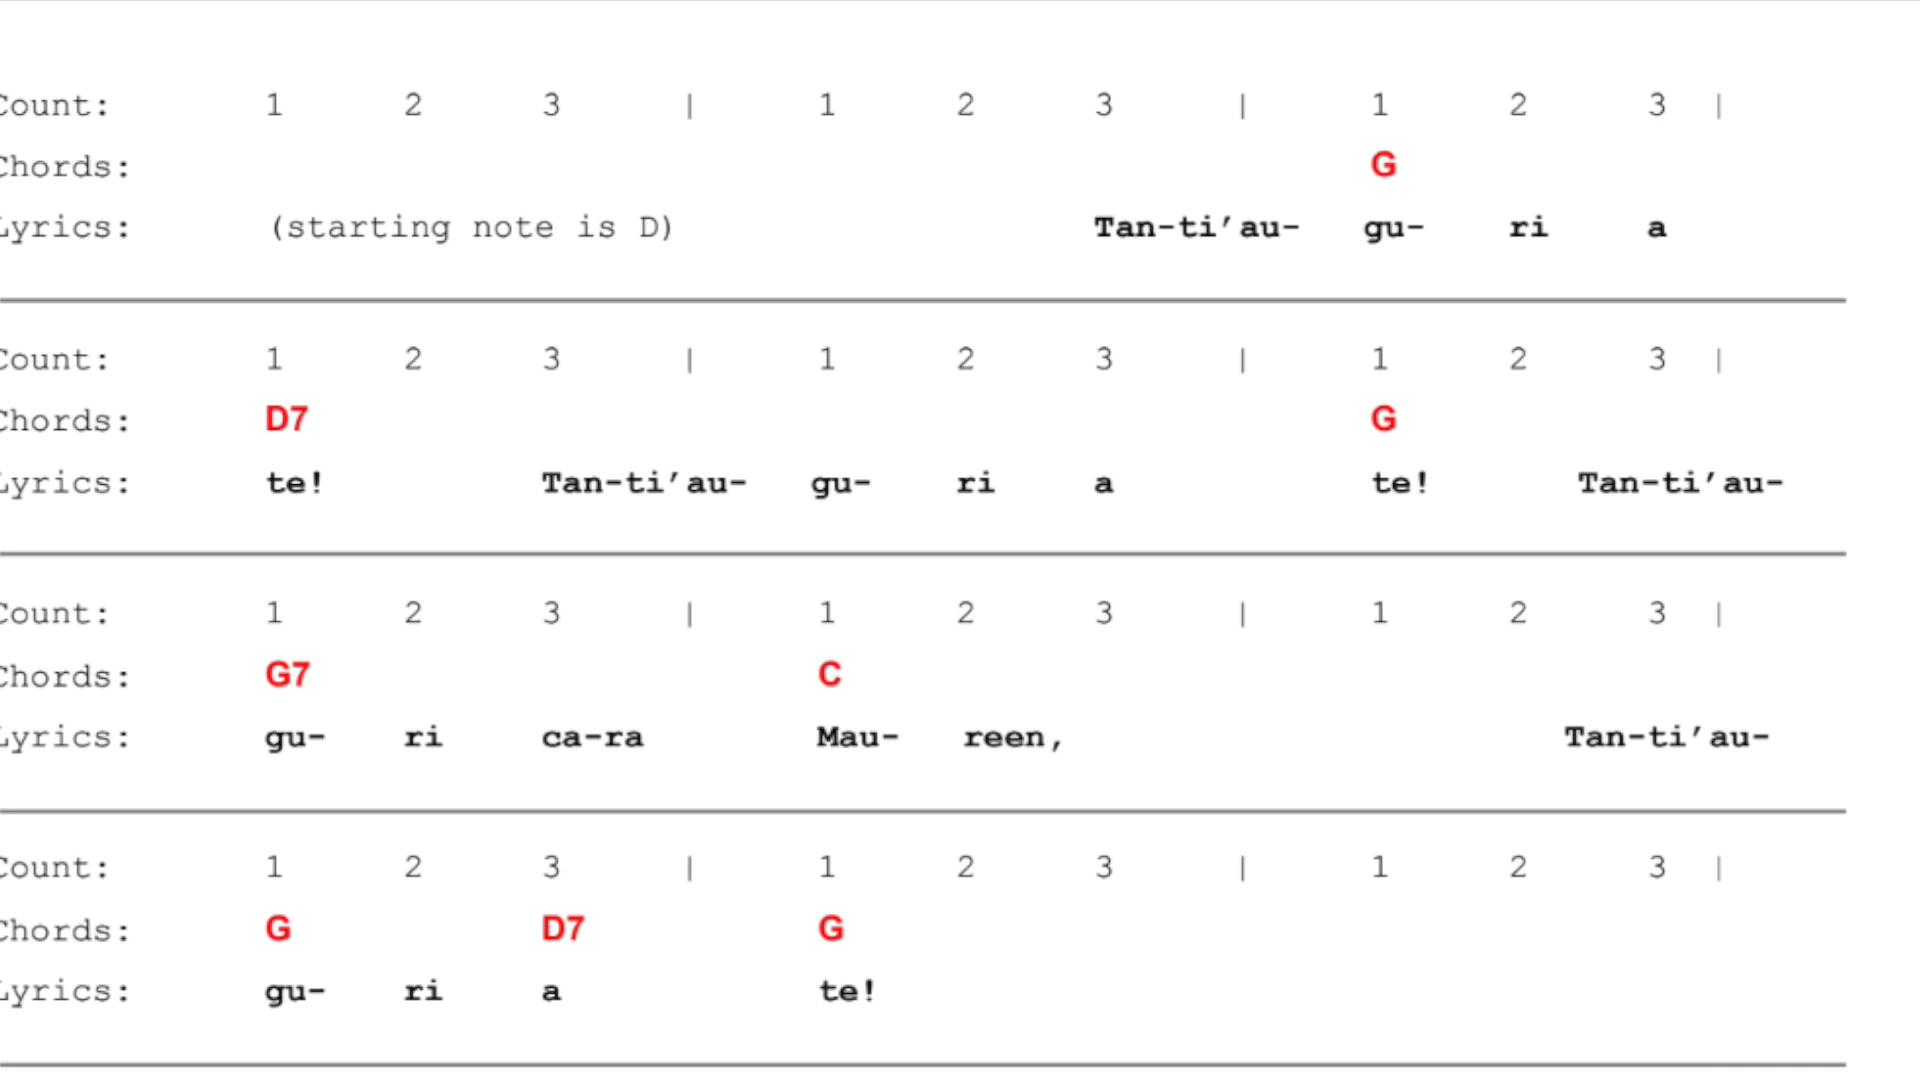 Count: 1 2 3 | 1 2 3 | 1 2 3 |
Chords: G
Lyrics: (starting note is D) Tan-ti’au- gu- ri a
Count: 1 2 3 | 1 2 3 | 1 2 3 |
Chords: D7 G
Lyrics: te! Tan-ti’au- gu- ri a te! Tan-ti’au-
Count: 1 2 3 | 1 2 3 | 1 2 3 |
Chords: G7 C
Lyrics: gu- ri ca-ra Mau- reen, Tan-ti’au-
Count: 1 2 3 | 1 2 3 | 1 2 3 |
Chords: G D7 G
Lyrics: gu- ri a te!